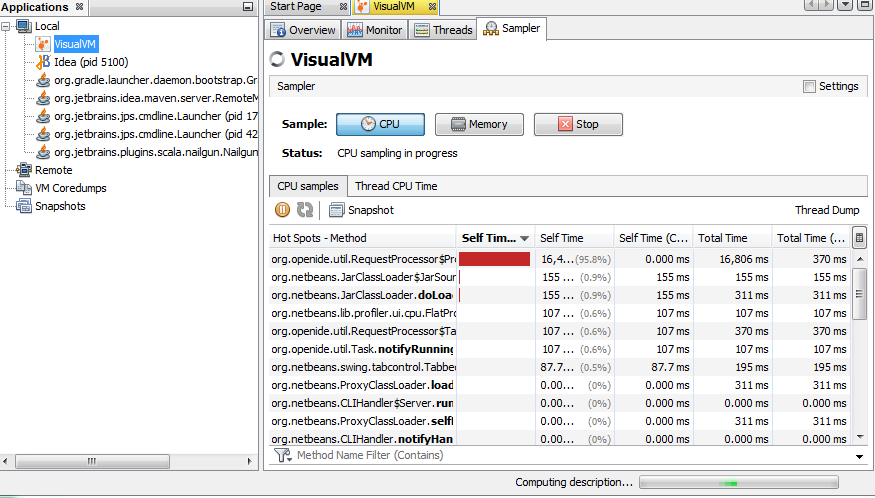 Applications
Start Page
VisualVM
Local
VisualVM
Idea (pid 5100)
org.gradle.launcher.daemon.bootstrap.Gr
org.jetbrains.idea.maven.server.RemoteM
org.jetbrains.jps.cmdline.Launcher (pid 17
org.jetbrains.jps.cmdline.Launcher (pid 42
org.jetbrains.plugins.scala.nailgun.Nailgun
Remote
VM Coredumps
Snapshots
Overview Monitor Threads Sampler
VisualVM
Sampler Settings
Sample: CPU Memory Stop
Status: CPU sampling in progress
CPU samples Thread CPU Time
Snapshot Thread Dump
Hot Spots - Method Self Tim... Self Time Self Time (C... Total Time Total Time (...
org.openide.util.RequestProcessor$Pro 16,4... (95.8%) 0.000 ms 16,806 ms 370 ms
org.netbeans.JarClassLoader$JarSour 155 ... (0.9%) 155 ms 155 ms 155 ms
org.netbeans.JarClassLoader.doLoa 155 ... (0.9%) 155 ms 311 ms 311 ms
org.netbeans.lib.profiler.ui.cpu.FlatPro 107 ... (0.6%) 107 ms 107 ms 107 ms
org.openide.util.RequestProcessor$Ta 107 ... (0.6%) 107 ms 370 ms 370 ms
org.openide.util.Task.notifyRunning 107 ... (0.6%) 107 ms 107 ms 107 ms
org.netbeans.swing.tabcontrol.Tabbed 87.7... (0.5%) 87.7 ms 195 ms 195 ms
org.netbeans.ProxyClassLoader.load 0.00... (0%) 0.000 ms 311 ms 311 ms
org.netbeans.CLIHandler$Server.run 0.00... (0%) 0.000 ms 0.000 ms 0.000 ms
org.netbeans.ProxyClassLoader.self 0.00... (0%) 0.000 ms 311 ms 311 ms
org.netbeans.CLIHandler.notifyHan 0.00... (0%) 0.000 ms 0.000 ms 0.000 ms
Method Name Filter (Contains)
Computing description...